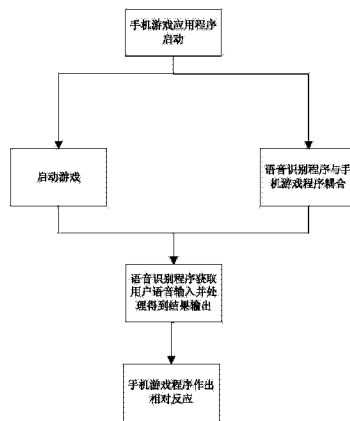 手机游戏应用程序
启动
启动游戏
语音识别程序与手
机游戏程序耦合
语音识别程序获取
用户语音输入并处
理得到结果输出
手机游戏程序作出
相对反应